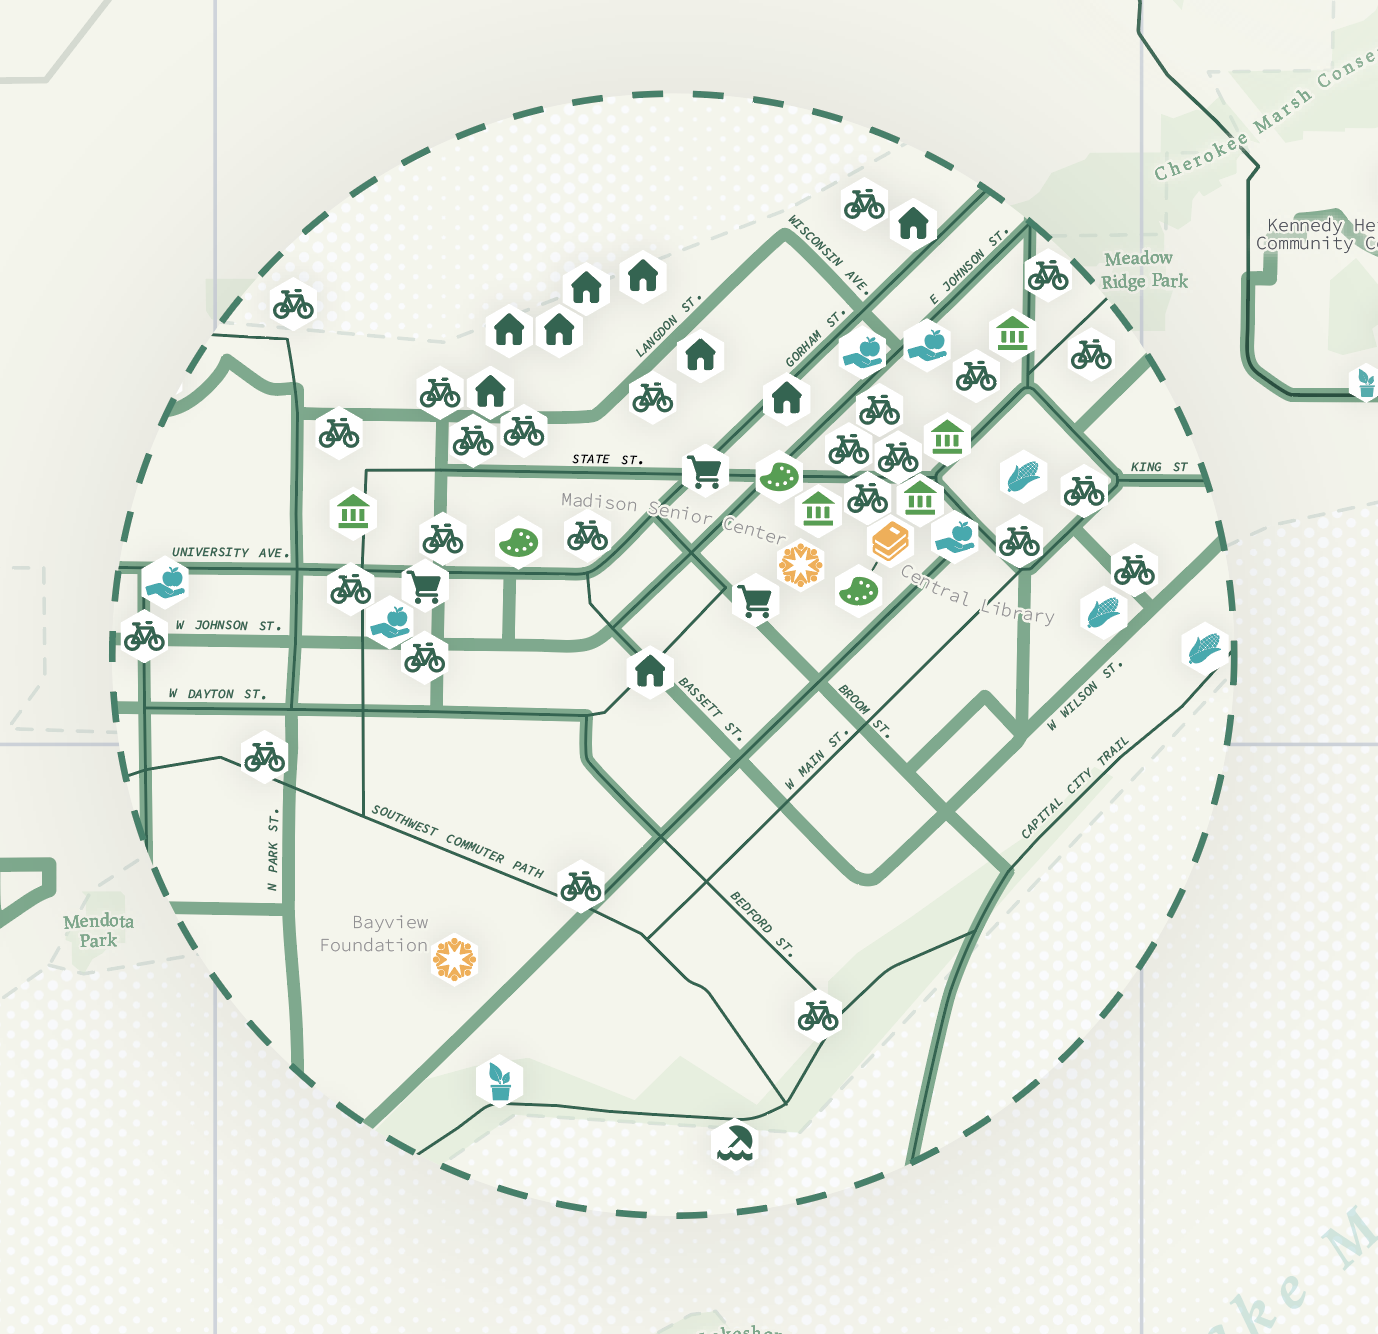 Cherokee Marsh Conse
Kennedy He
Community C
Meadow
Ridge Park
WISCONSIN AVE.
E JOHNSON ST.
LANGDON ST.
GORHAM ST.
STATE ST.
KING ST
Madison Senior Center
UNIVERSITY AVE.
Central Library
W JOHNSON ST.
W DAYTON ST.
BASSETT ST.
BROOM ST.
W WILSON ST.
W MAIN ST.
CAPITAL CITY TRAIL
SOUTHWEST COMMUTER PATH
N PARK ST.
Mendota
Park
Bayview
Foundation
BEDFORD ST.
ke M